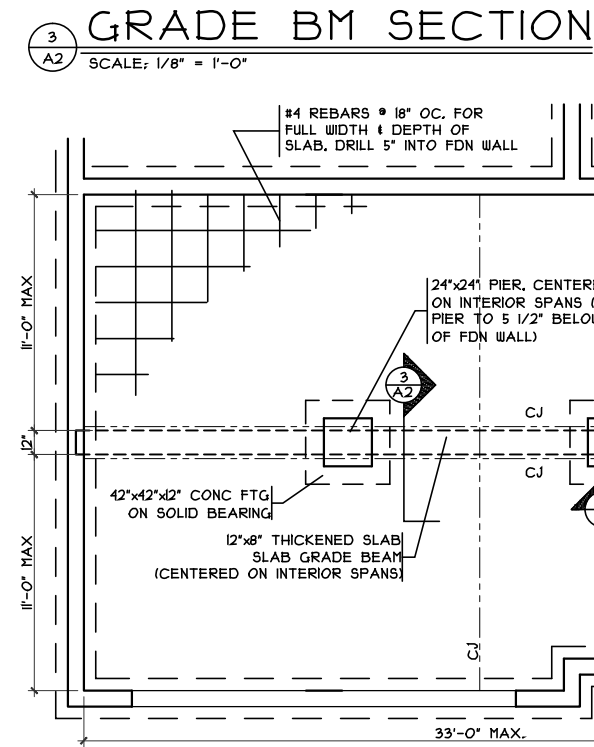 3
A2
GRADE BM SECTION
SCALE: 1/8" = 1'-0"
#4 REBARS @ 18" OC. FOR
FULL WIDTH & DEPTH OF
SLAB. DRILL 5" INTO FDN WALL
11'-0" MAX
24"x24" PIER. CENTERE
ON INTERIOR SPANS (
PIER TO 5 1/2" BELO
OF FDN WALL)
3
A2
CJ
12"
CJ
42"x42"x12" CONC FTG
ON SOLID BEARING
12"x8" THICKENED SLAB
SLAB GRADE BEAM
(CENTERED ON INTERIOR SPANS)
11'-0" MAX
CJ
33'-0" MAX.